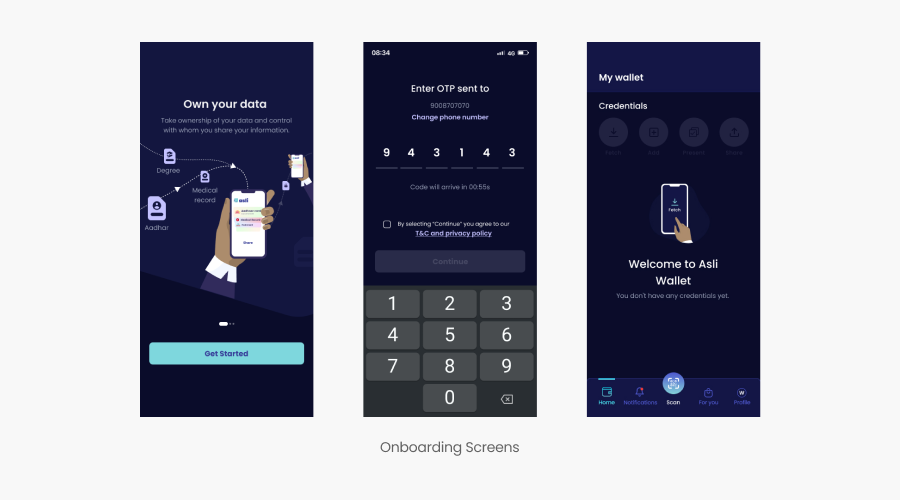 Own your data
Take ownership of your data and control
with whom you share your information.
Degree
Medical
record
Aadhar
asli
Share
Get Started
08:34
4G
Enter OTP sent to
9008707070
Change phone number
9 4 3 1 4 3
Code will arrive in 00:55s
By selecting "Continue" you agree to our
T&C and privacy policy
Continue
1 2 3
4 5 6
7 8 9
0
My wallet
Credentials
Fetch
Welcome to Asli
Wallet
You don't have any credentials yet.
Home Notifications Scan For you Profile
W
Onboarding Screens